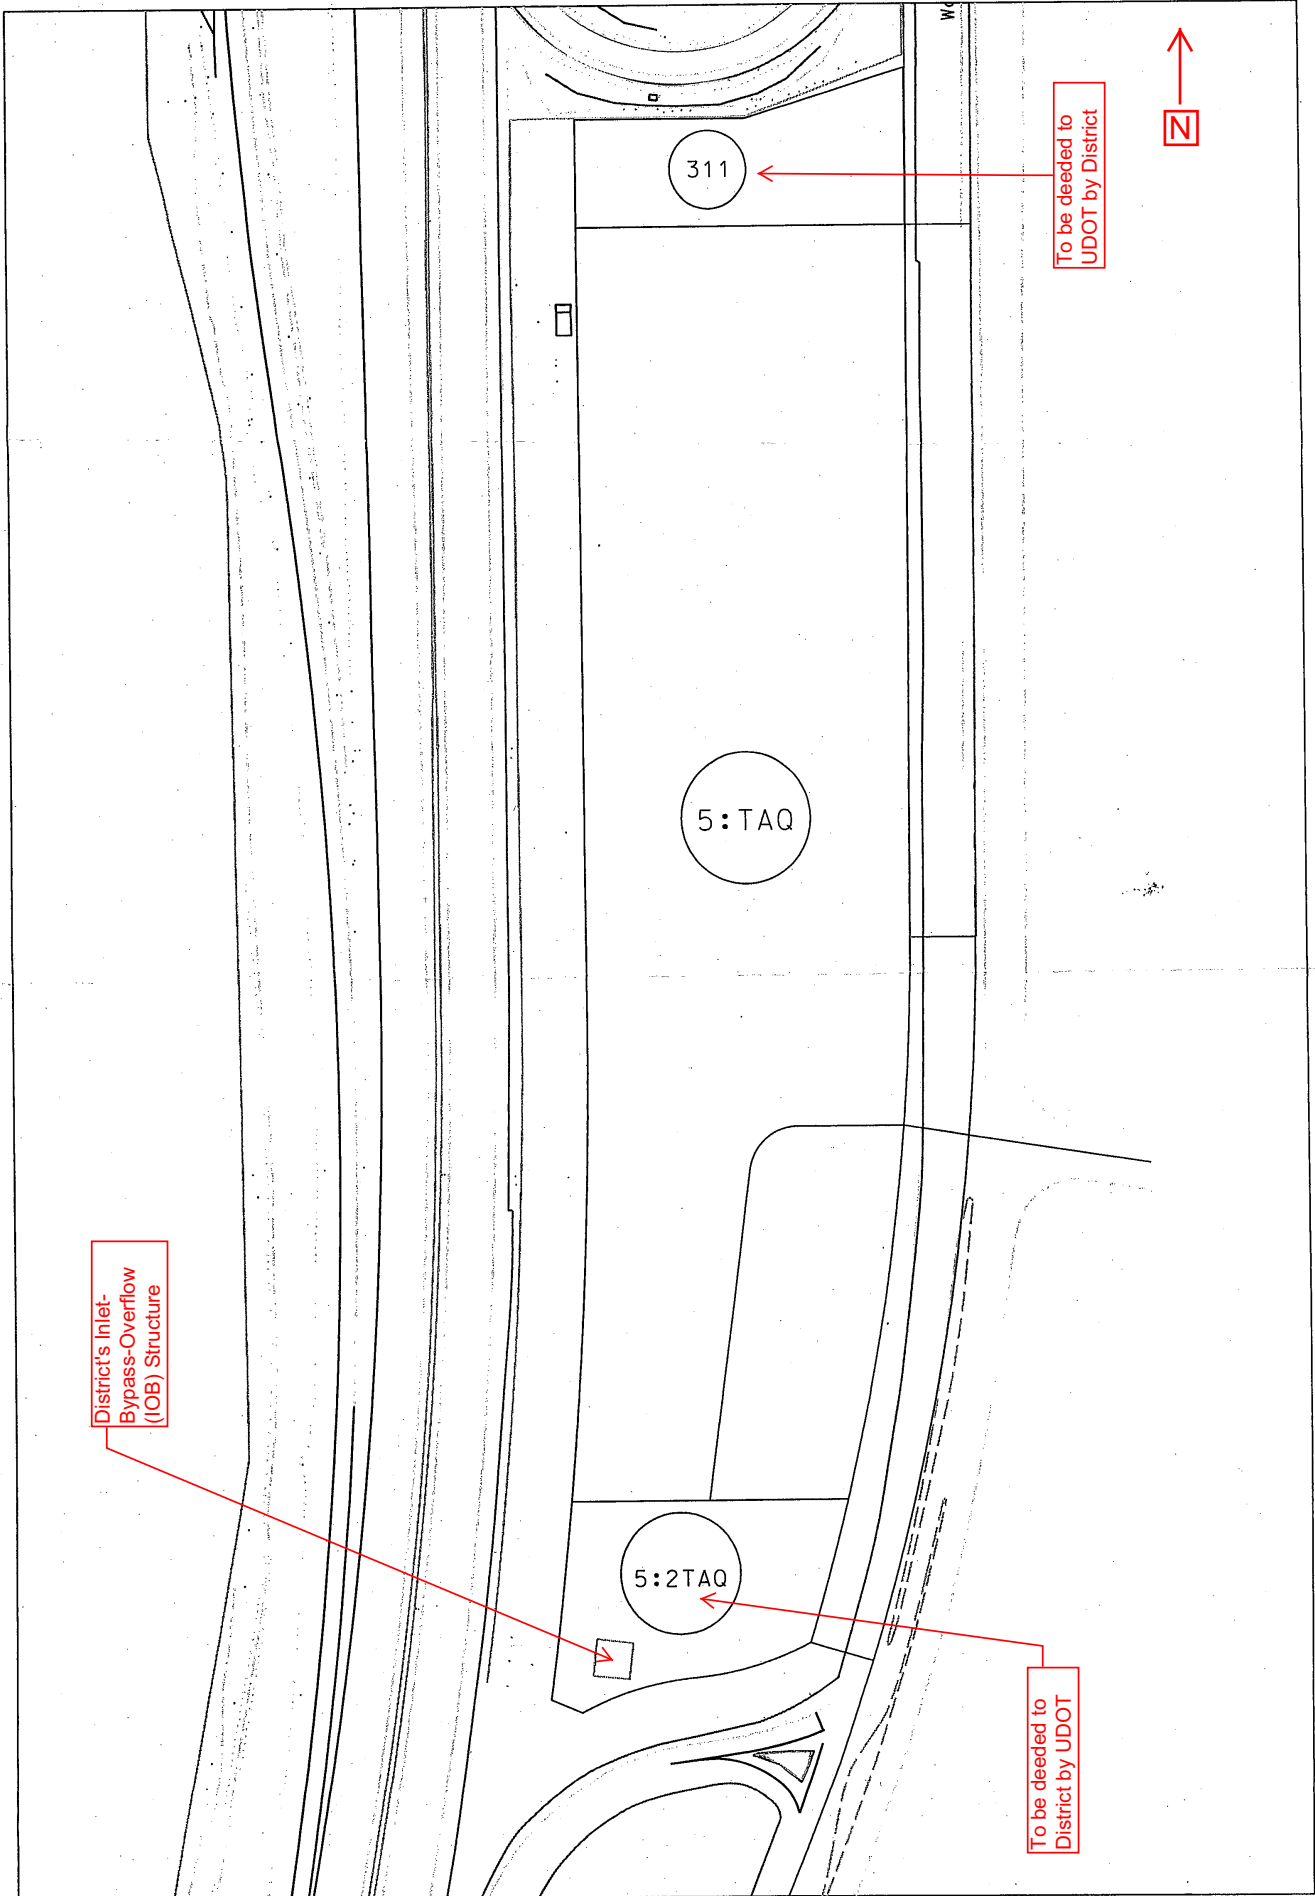 Wo
311
To be deeded to
UDOT by District
N
5:TAQ
District's Inlet-
Bypass-Overflow
(IOB) Structure
5:2TAQ
To be deeded to
District by UDOT